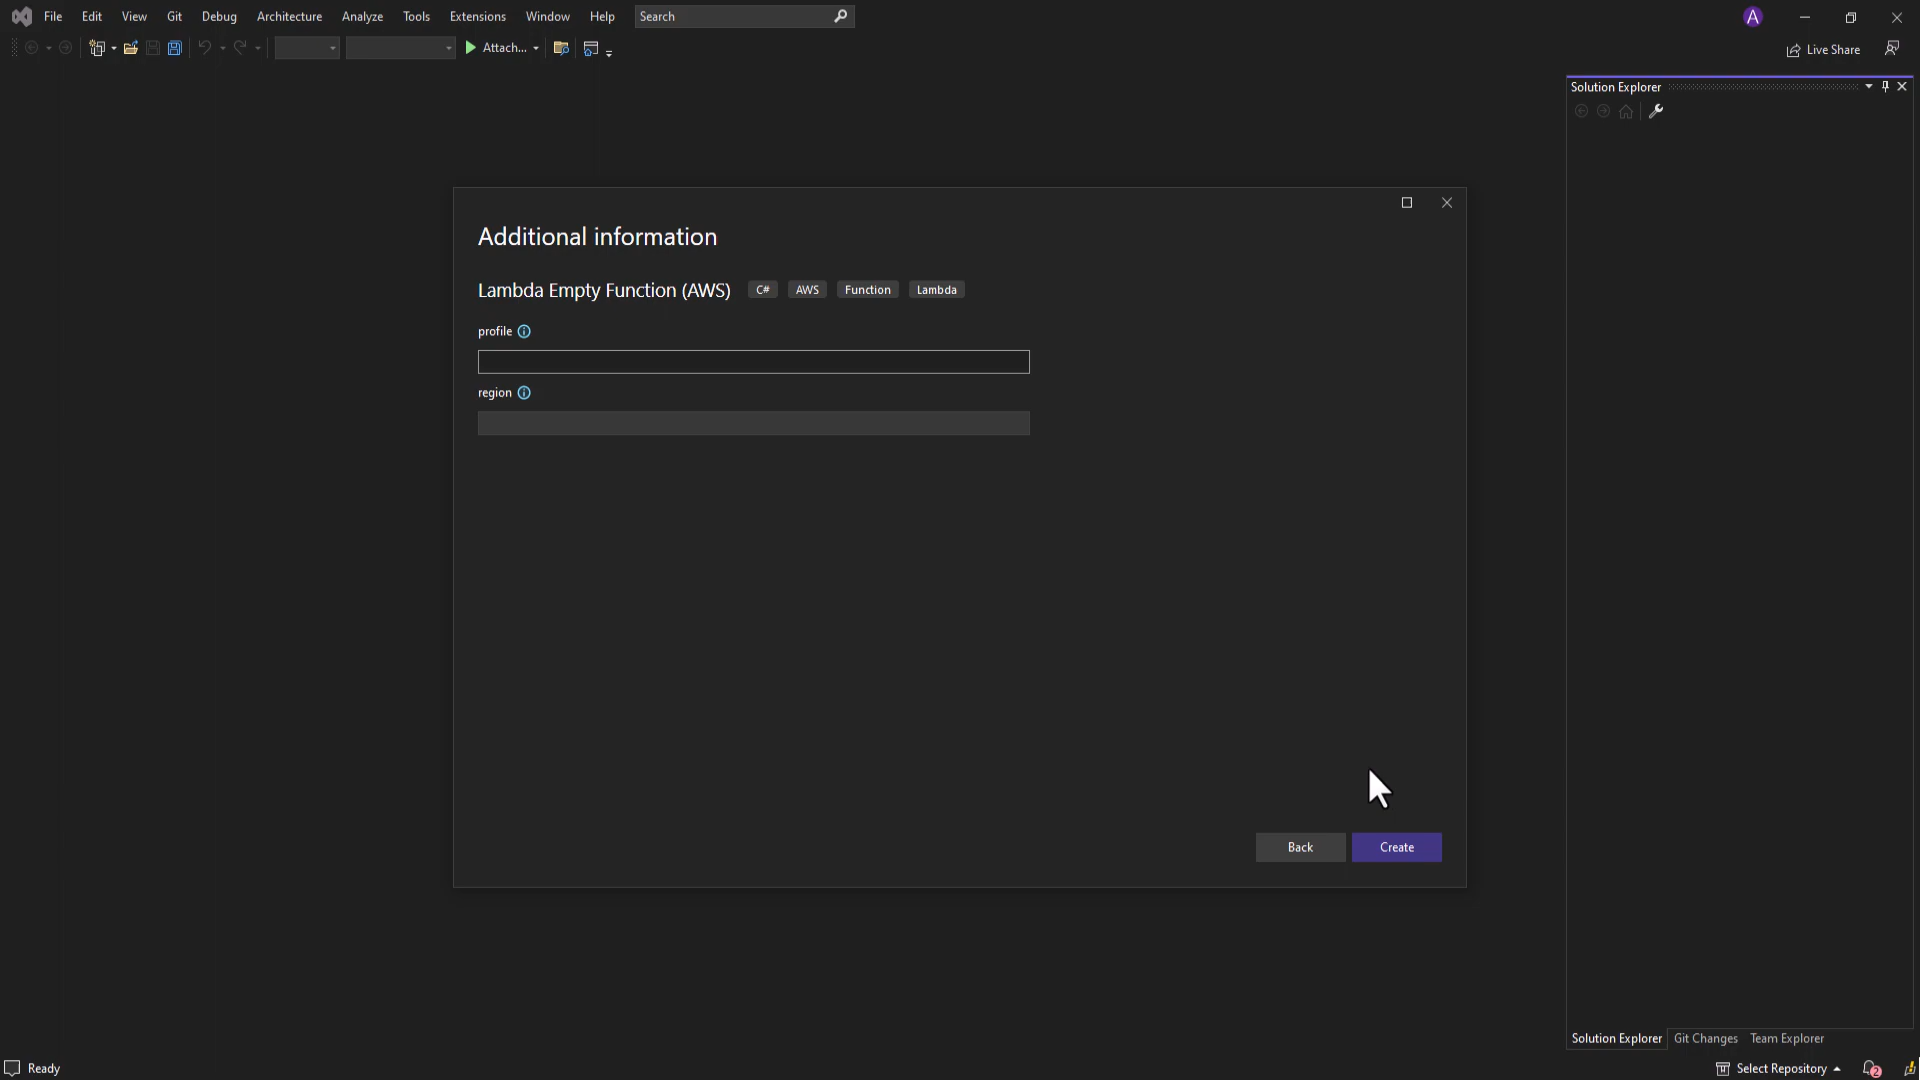 File Edit View Git Debug Architecture Analyze Tools Extensions Window Help Search A
Attach... Live Share
Solution Explorer
Additional information
Lambda Empty Function (AWS) C# AWS Function Lambda
profile
region
Back Create
Solution Explorer Git Changes Team Explorer
Ready Select Repository 2